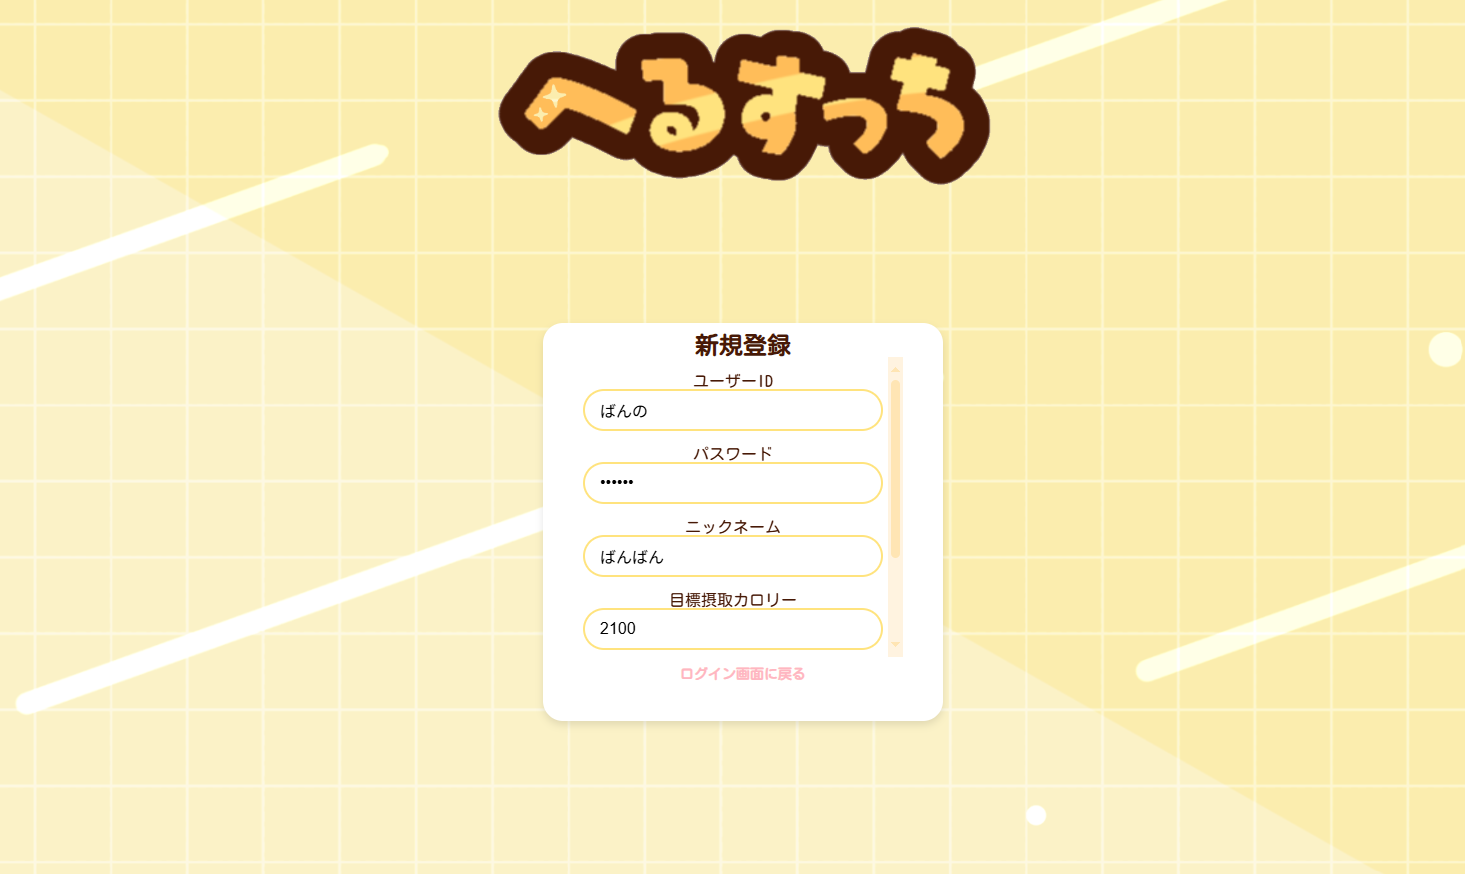 へるすっち
新規登録
ユーザーID
ばんの
パスワード
••••••
ニックネーム
ばんばん
目標摂取カロリー
2100
ログイン画面に戻る